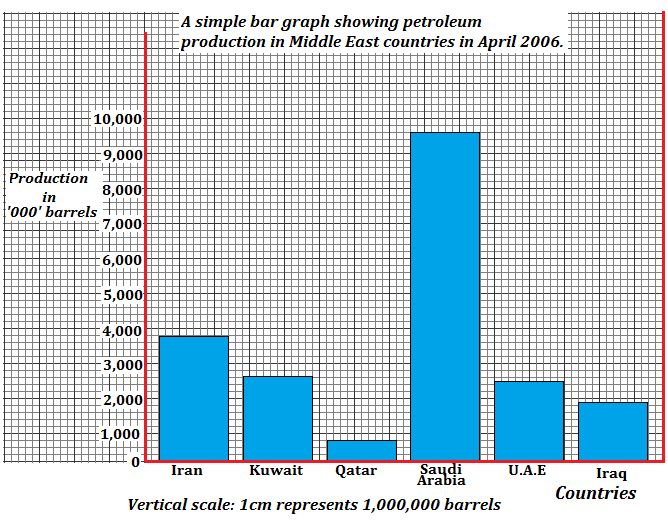 A simple bar graph showing petroleum
production in Middle East countries in April 2006.
10,000
9,000
Production
in
'000' barrels
8,000
7,000
6,000
5,000
4,000
3,000
2,000
1,000
0
Iran
Kuwait
Qatar
Saudi
Arabia
U.A.E
Iraq
Countries
Vertical scale: 1cm represents 1,000,000 barrels